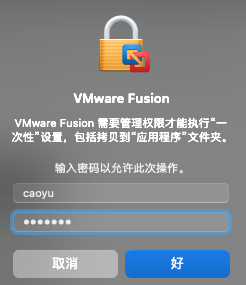 VMware Fusion
VMware Fusion 需要管理权限才能执行“一
次性”设置，包括拷贝到“应用程序”文件夹。
输入密码以允许此次操作。
caoyu
•••••••
取消
好